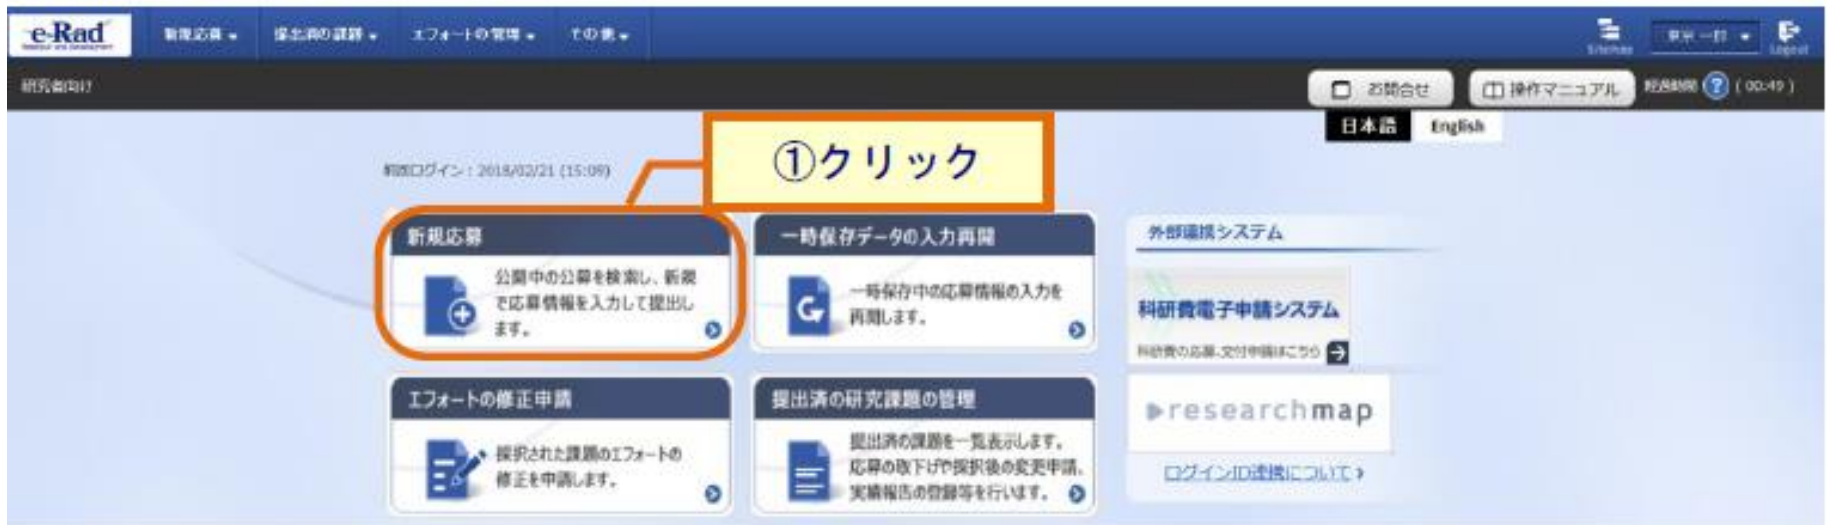 e-Rad
新規応募
提出済の課題
エフォートの管理
その他
Sitemap
東京 一郎
Logout
研究者向け
お問合せ
操作マニュアル
経過時間 ? ( 00:49 )
日本語 English
前回ログイン : 2018/02/21 (15:09)
①クリック
新規応募
公開中の公募を検索し、新規
で応募情報を入力して提出し
ます。
一時保存データの入力再開
一時保存中の応募情報の入力を
再開します。
外部連携システム
科研費電子申請システム
科研費の応募、交付申請はこちら
エフォートの修正申請
採択された課題のエフォートの
修正を申請します。
提出済の研究課題の管理
提出済の課題を一覧表示します。
応募の取下げや採択後の変更申請、
実績報告の登録等を行います。
researchmap
ログインID連携について